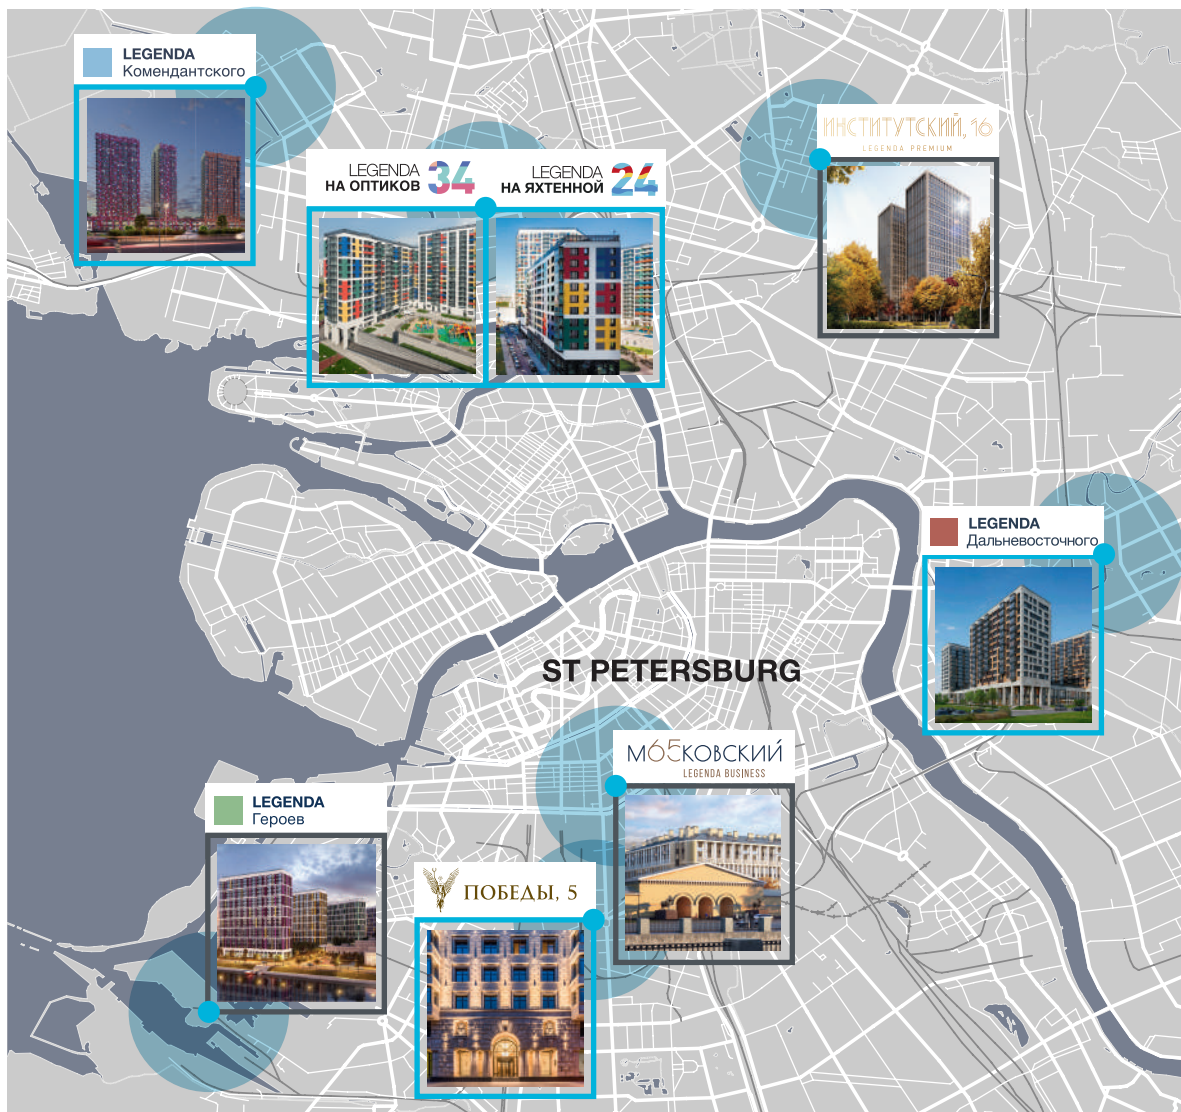 LEGENDA
Комендантского
LEGENDA
НА ОПТИКОВ 34
LEGENDA
НА ЯХТЕННОЙ 24
ИНСТИТУТСКИЙ, 16
LEGENDA PREMIUM
LEGENDA
Дальневосточного
ST PETERSBURG
М65КОВСКИЙ
LEGENDA BUSINESS
LEGENDA
Героев
ПОБЕДЫ, 5